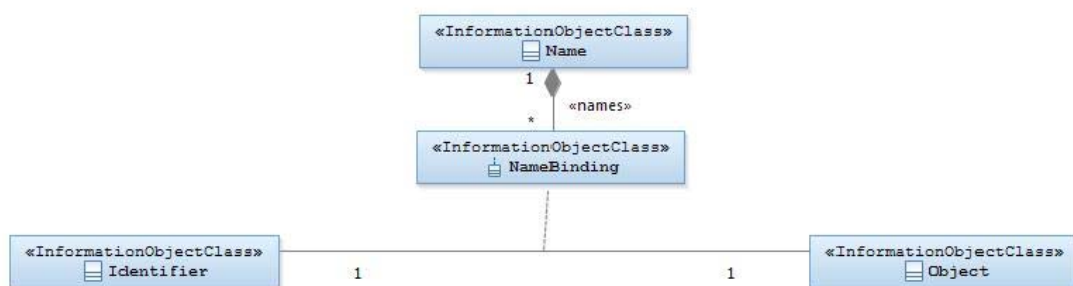 «InformationObjectClass»
Name
1
«names»
*
«InformationObjectClass»
NameBinding
«InformationObjectClass»
Identifier
1
1
«InformationObjectClass»
Object